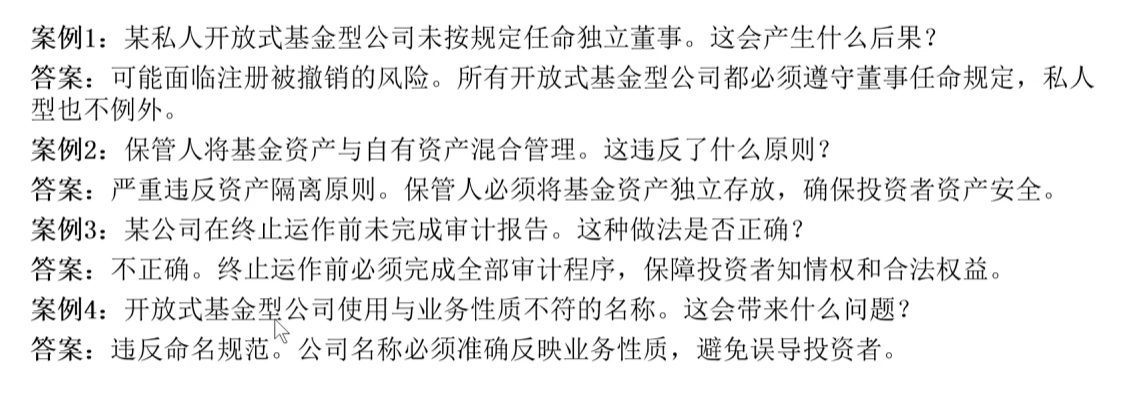 案例1：某私人开放式基金型公司未按规定任命独立董事。这会产生什么后果？
答案：可能面临注册被撤销的风险。所有开放式基金型公司都必须遵守董事任命规定，私人
型也不例外。
案例2：保管人将基金资产与自有资产混合管理。这违反了什么原则？
答案：严重违反资产隔离原则。保管人必须将基金资产独立存放，确保投资者资产安全。
案例3：某公司在终止运作前未完成审计报告。这种做法是否正确？
答案：不正确。终止运作前必须完成全部审计程序，保障投资者知情权和合法权益。
案例4：开放式基金型公司使用与业务性质不符的名称。这会带来什么问题？
答案：违反命名规范。公司名称必须准确反映业务性质，避免误导投资者。